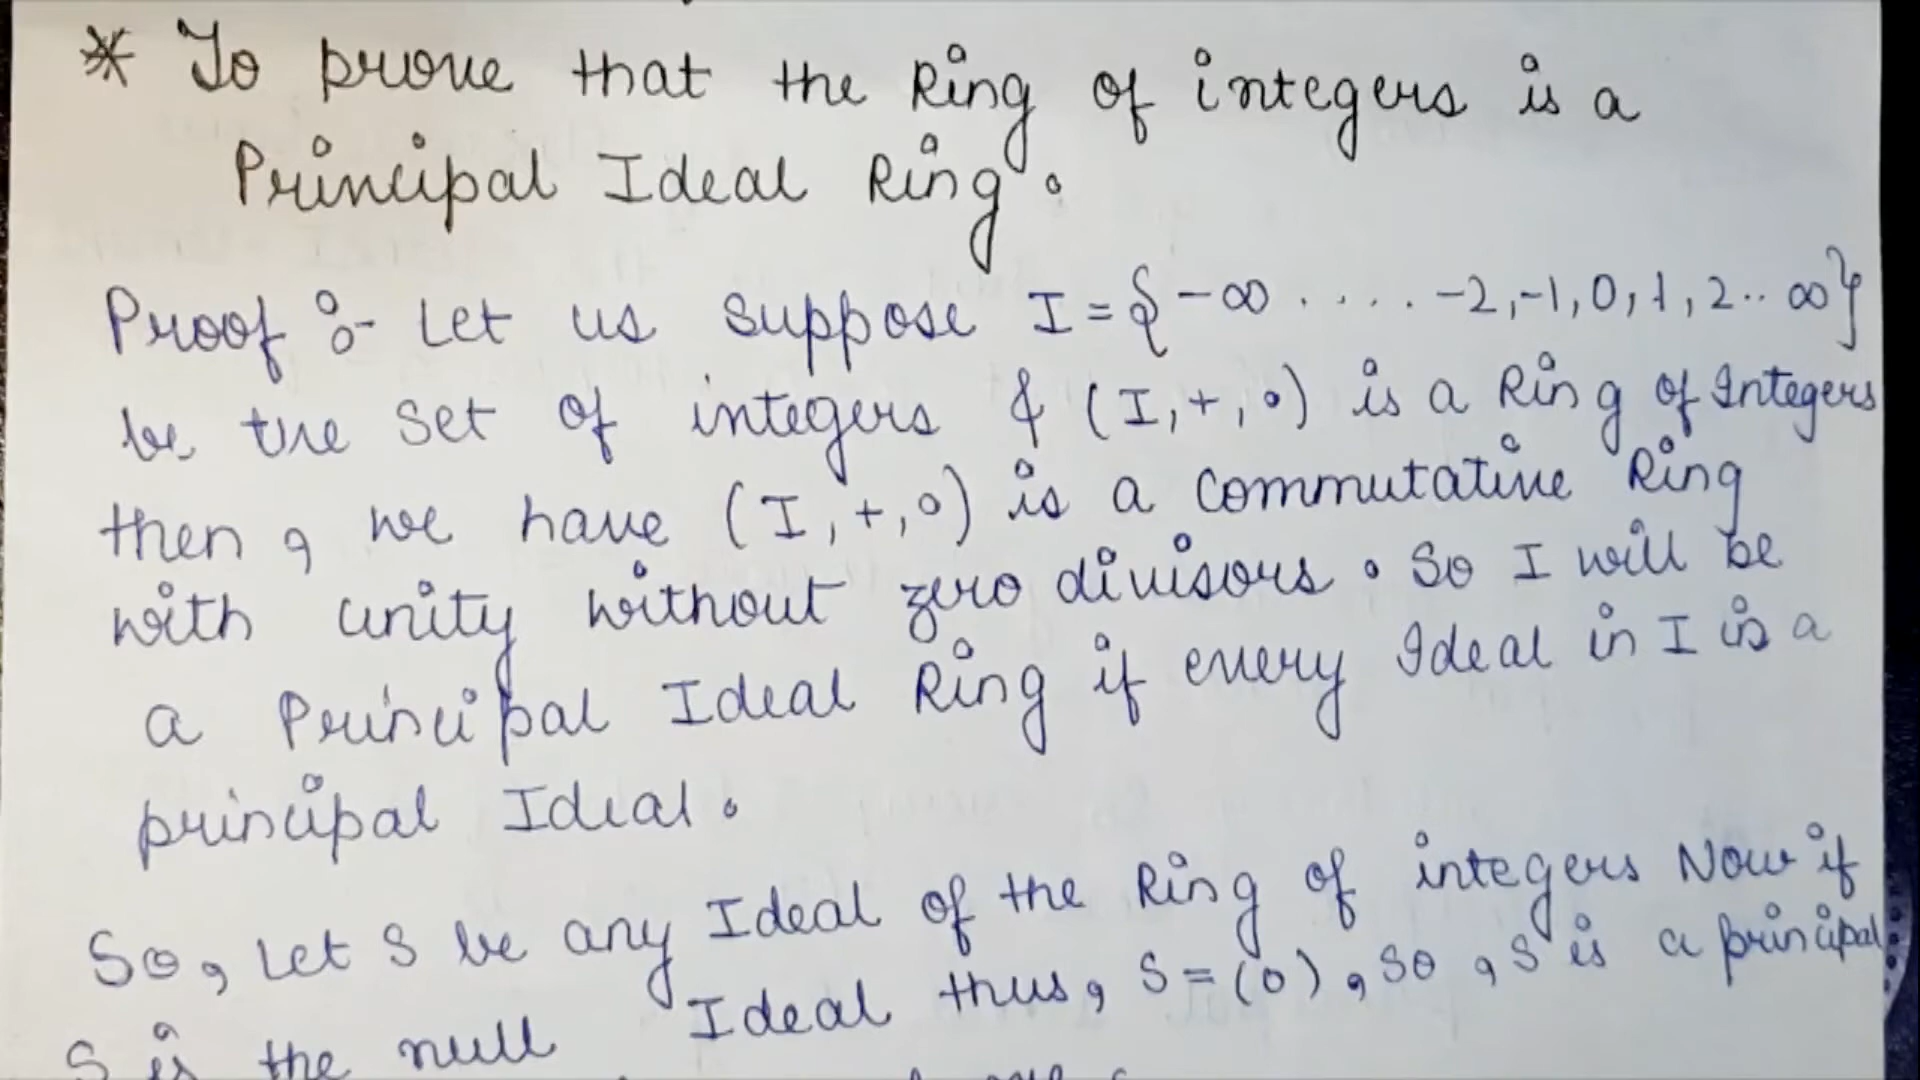 * To prove that the Ring of integers is a
Principal Ideal Ring.
Proof :- Let us suppose I = {-∞ ..... -2, -1, 0, 1, 2.. ∞}
be the set of integers & (I, +, ·) is a Ring of Integers
then, we have (I, +, ·) is a commutative Ring
with unity without zero divisors. So I will be
a Principal Ideal Ring if every Ideal in I is a
principal Ideal.
So, Let S be any Ideal of the Ring of integers Now if
S is the null Ideal thus, S = (0), so, S is a principal